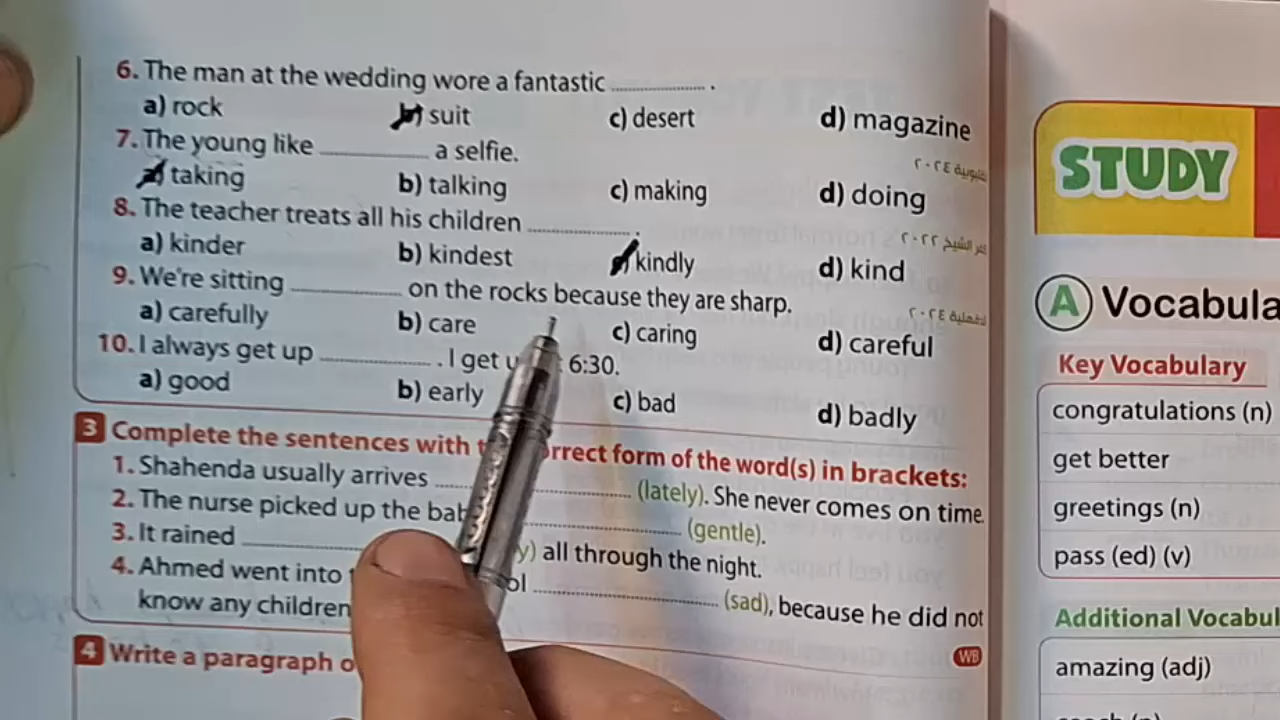 6. The man at the wedding wore a fantastic .................... .
a) rock b) suit c) desert d) magazine
7. The young like .................... a selfie.
a) taking b) talking c) making d) doing
8. The teacher treats all his children .................... .
a) kinder b) kindest c) kindly d) kind
9. We're sitting .................... on the rocks because they are sharp.
a) carefully b) care c) caring d) careful
10. I always get up .................... . I get 6:30.
a) good b) early c) bad d) badly
3 Complete the sentences with correct form of the word(s) in brackets:
1. Shahenda usually arrives .................... (lately). She never comes on time.
2. The nurse picked up the .................... (gentle).
3. It rained .................... all through the night.
4. Ahmed went into .................... (sad), because he did not
know any children
WB
4 Write a paragraph
STUDY
A
Key Vocabulary
congratulations (n)
get better
greetings (n)
pass (ed) (v)
Additional
amazing (adj)